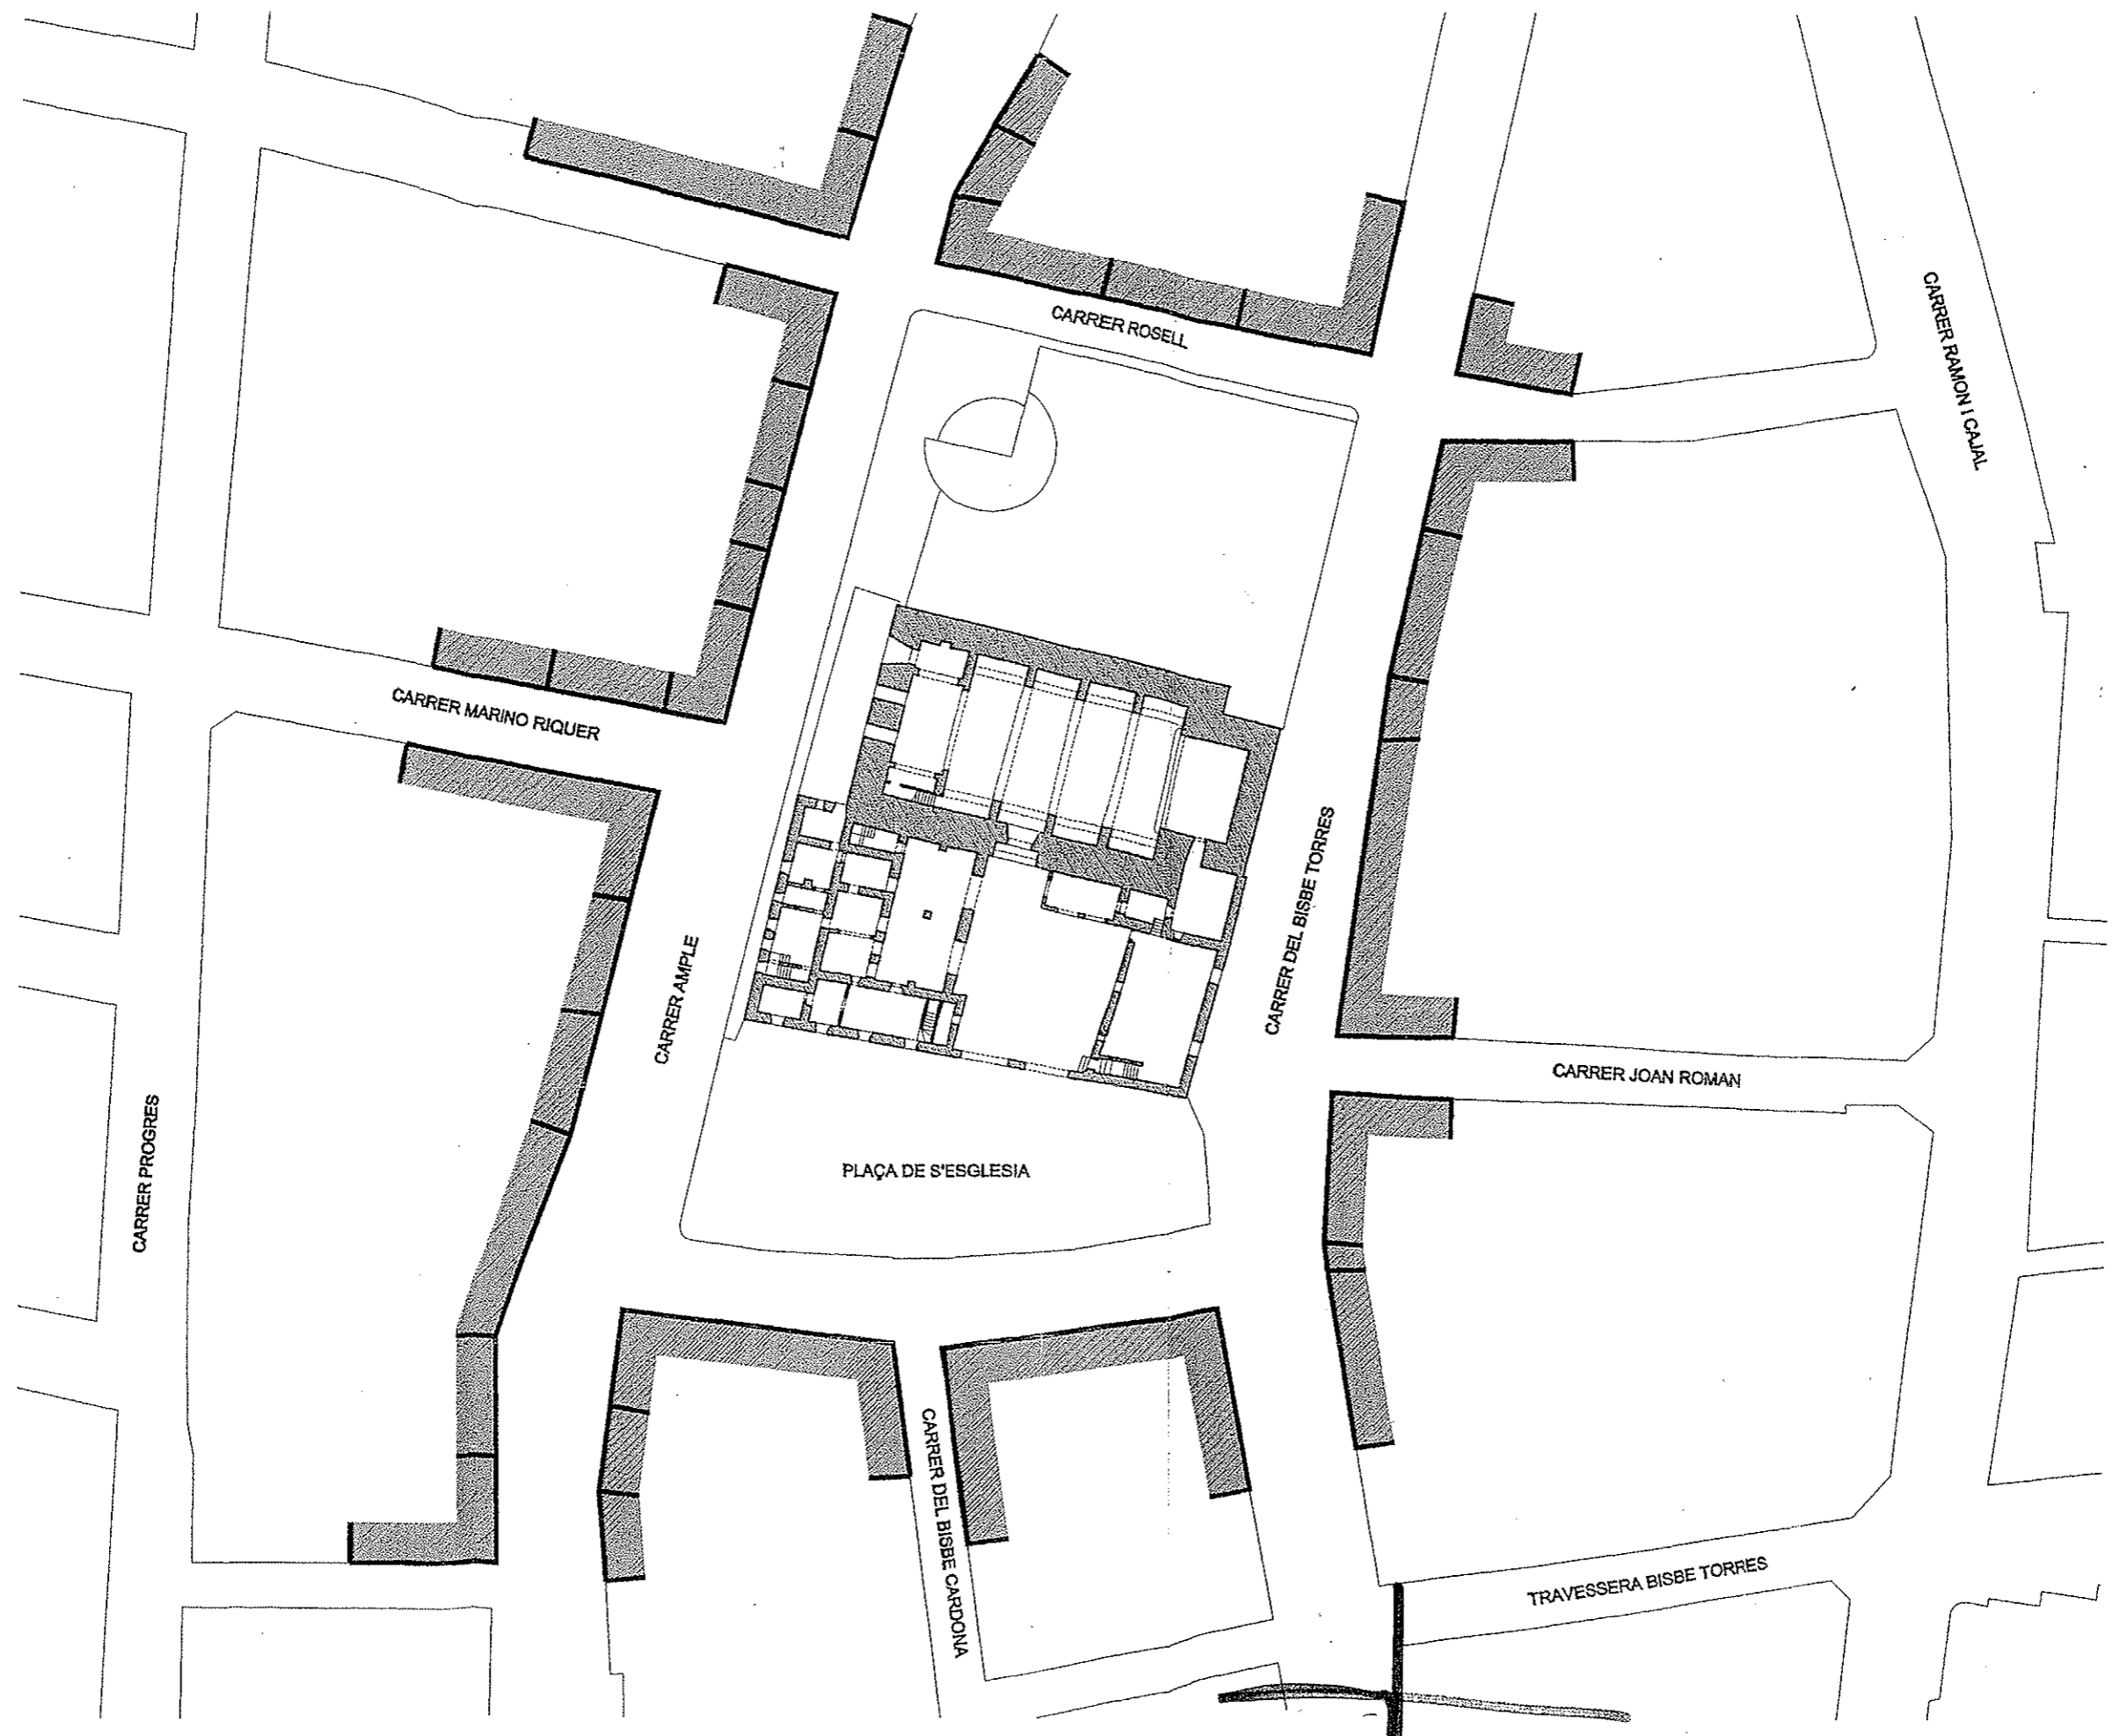 CARRER ROSELL
CARRER RAMON I CAJAL
CARRER MARINO RIQUER
CARRER AMPLE
CARRER DEL BISBE TORRES
CARRER JOAN ROMAN
CARRER PROGRES
PLAÇA DE S'ESGLESIA
CARRER DEL BISBE CARDONA
TRAVESSERA BISBE TORRES